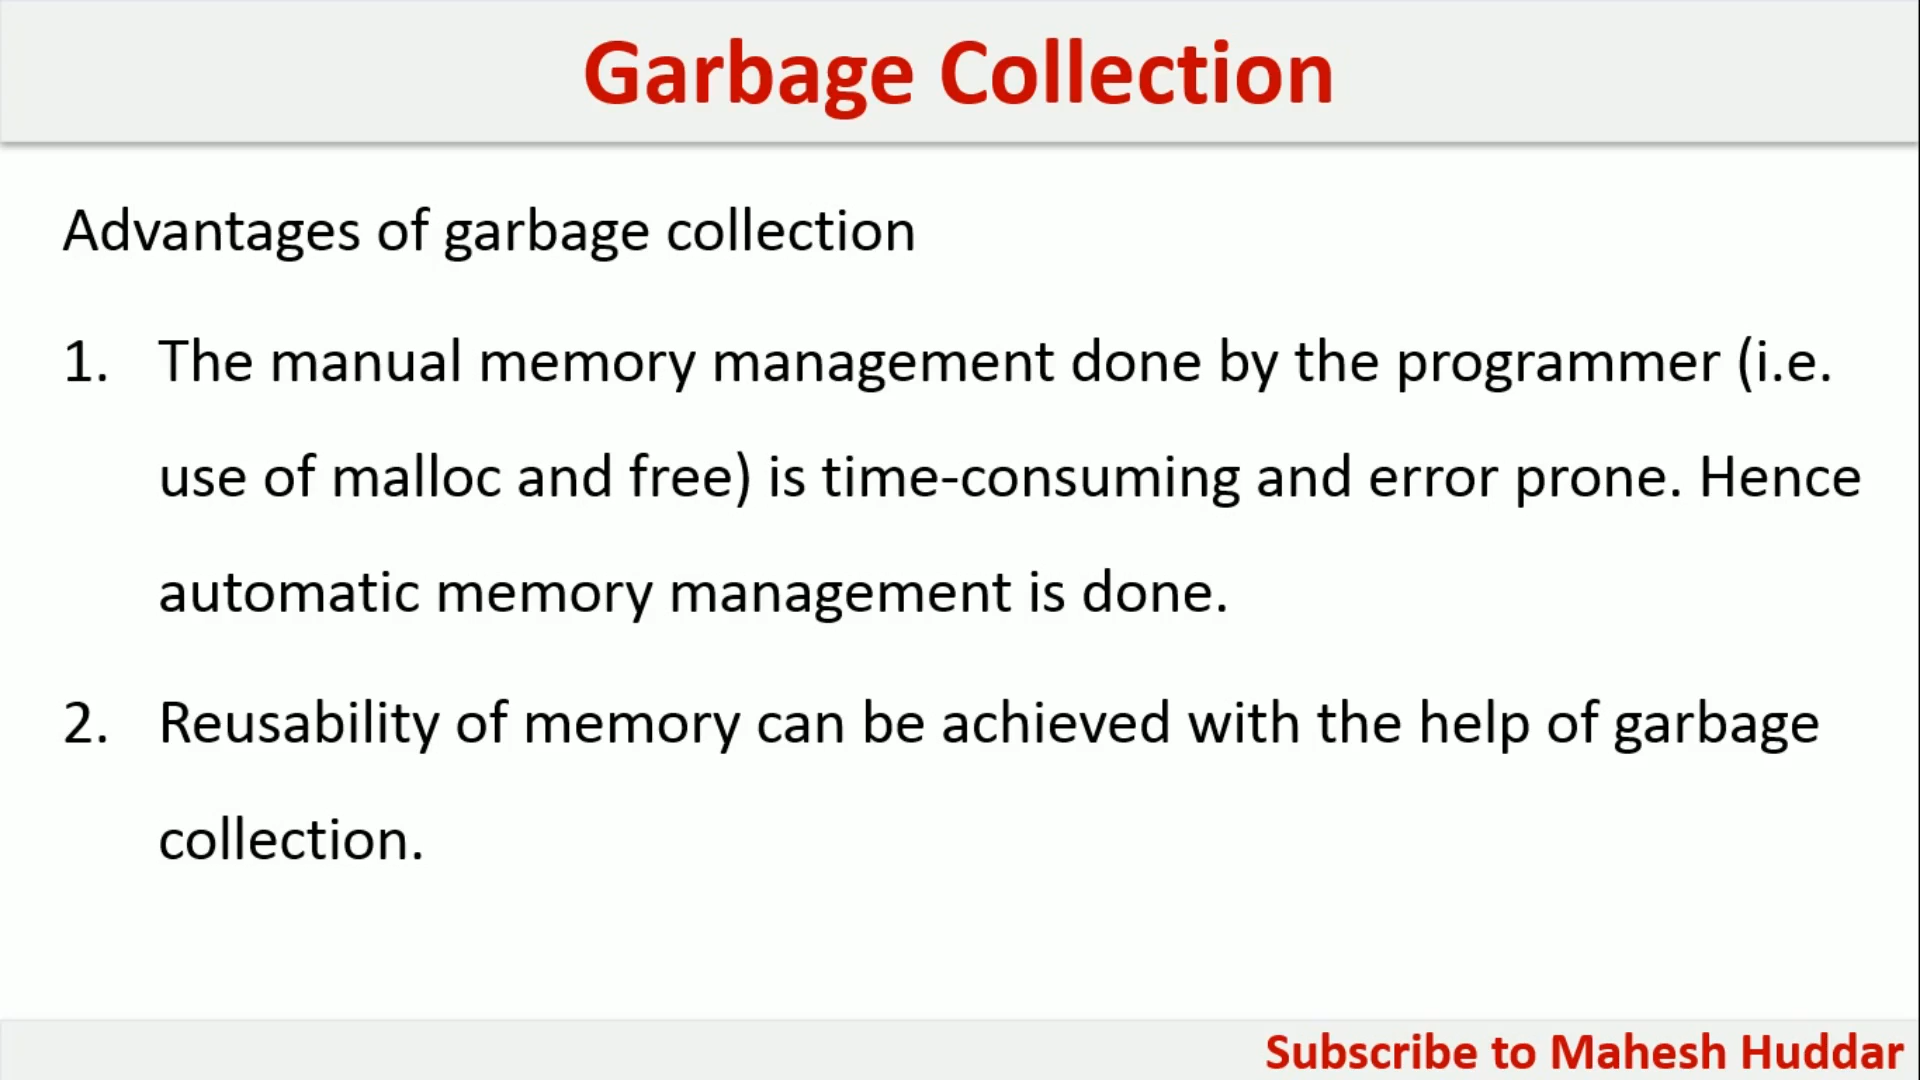 Garbage Collection
Advantages of garbage collection
1. The manual memory management done by the programmer (i.e.
use of malloc and free) is time-consuming and error prone. Hence
automatic memory management is done.
2. Reusability of memory can be achieved with the help of garbage
collection.
Subscribe to Mahesh Huddar